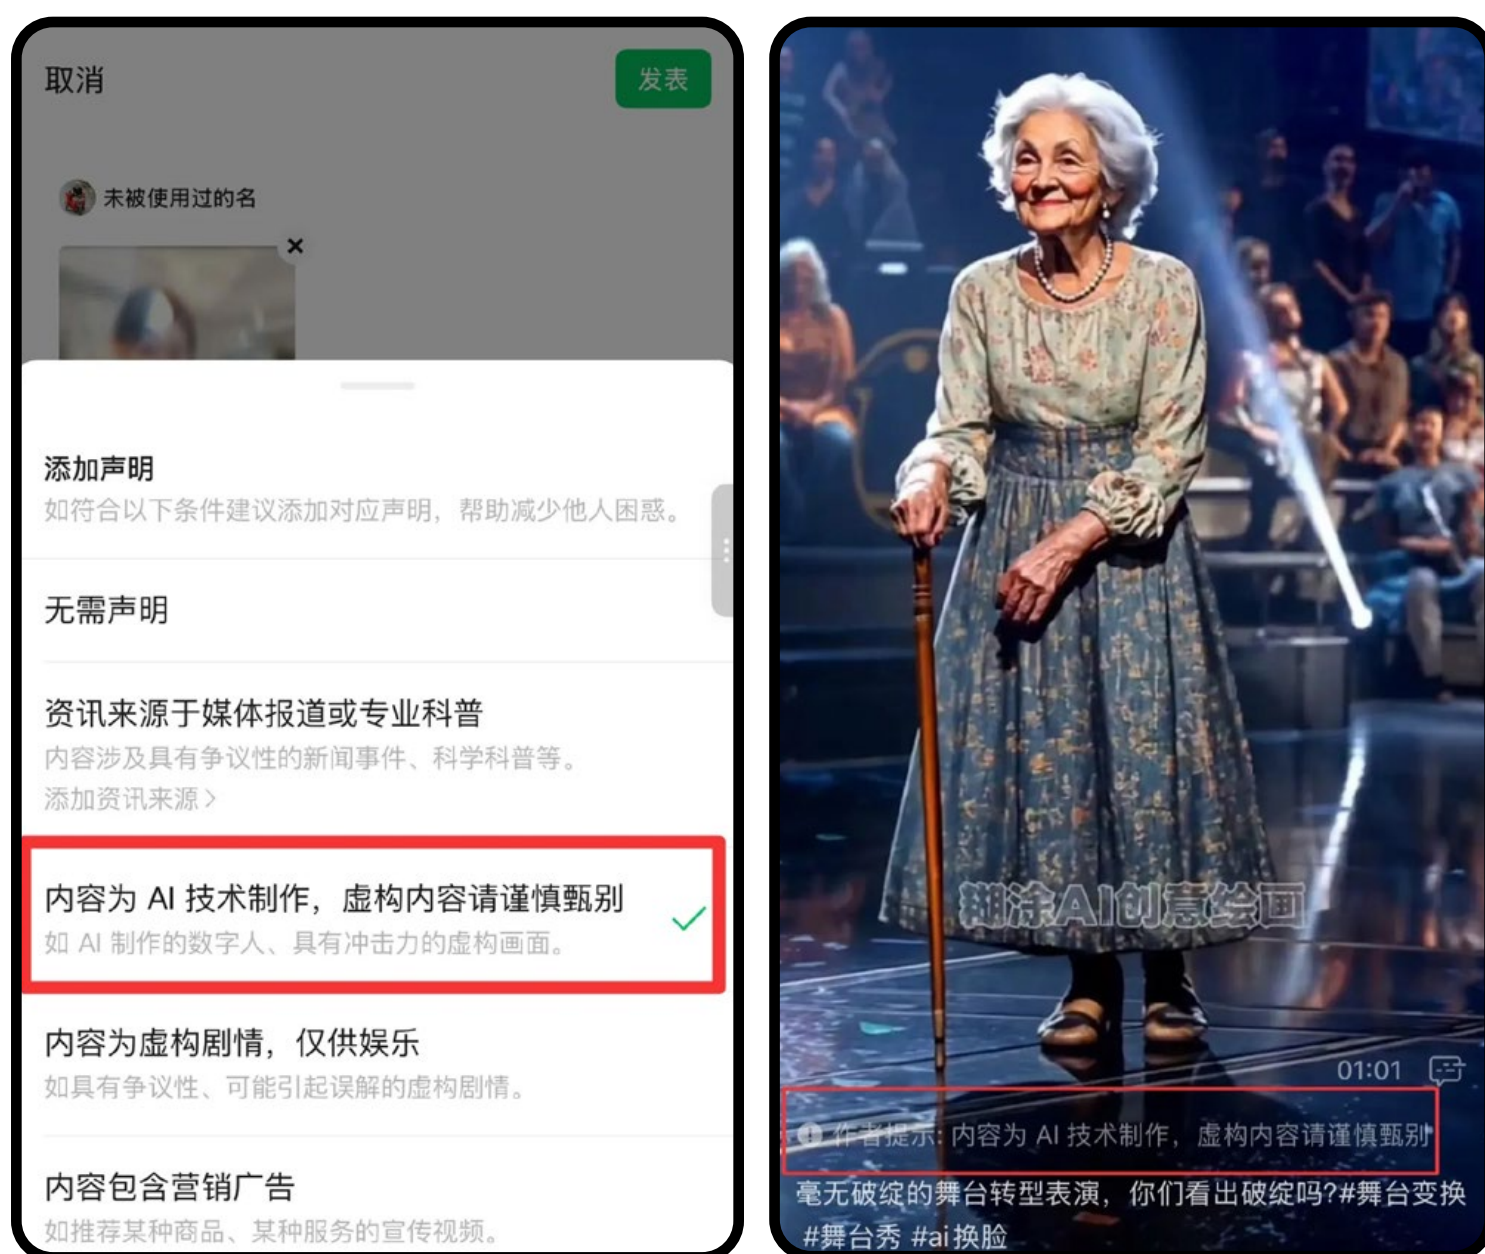 取消
发表
未被使用过的名
添加声明
如符合以下条件建议添加对应声明，帮助减少他人困惑。
无需声明
资讯来源于媒体报道或专业科普
内容涉及具有争议性的新闻事件、科学科普等。
添加资讯来源>
内容为 AI 技术制作，虚构内容请谨慎甄别
如 AI 制作的数字人、具有冲击力的虚构画面。
内容为虚构剧情，仅供娱乐
如具有争议性、可能引起误解的虚构剧情。
内容包含营销广告
如推荐某种商品、某种服务的宣传视频。
糊涂AI创意绘画
01:01
作者提示: 内容为 AI 技术制作，虚构内容请谨慎甄别
毫无破绽的舞台转型表演，你们看出破绽吗?#舞台变换
#舞台秀 #ai换脸